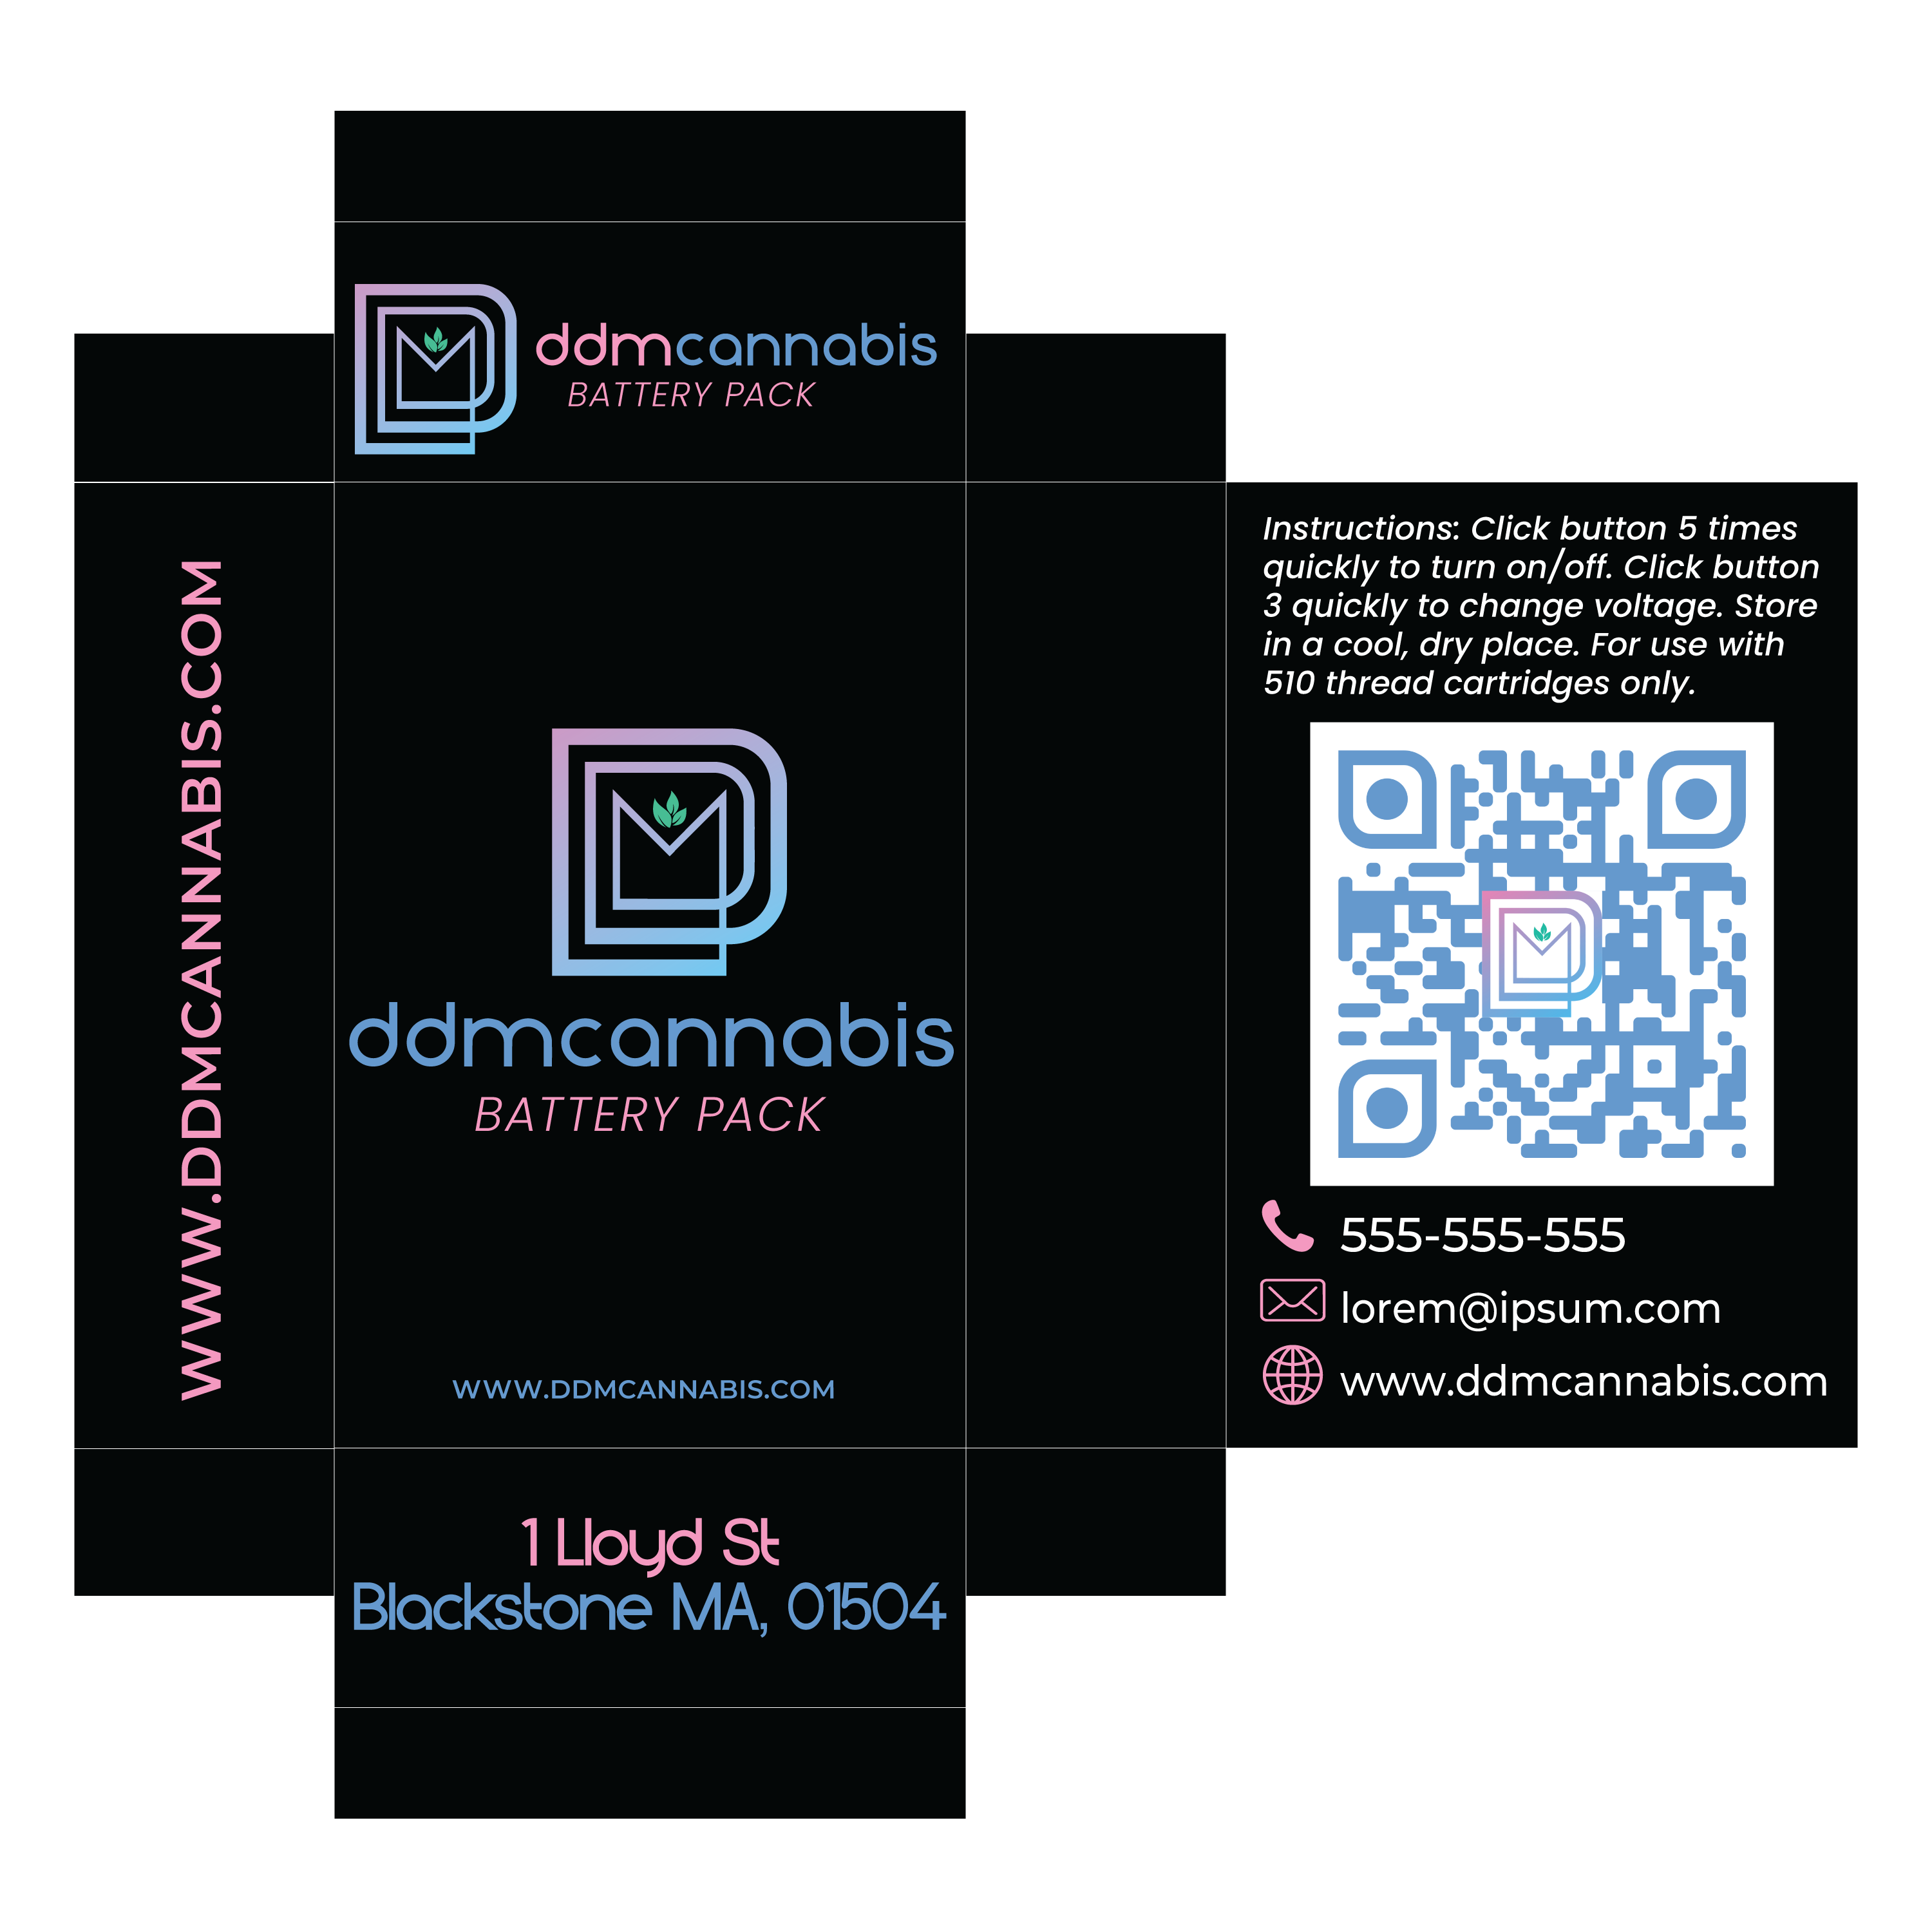 ddmcannabis
BATTERY PACK
WWW.DDMCANNABIS.COM
ddmcannabis
BATTERY PACK
WWW.DDMCANNABIS.COM
Instructions: Click button 5 times
quickly to turn on/off. Click button
3 quickly to change voltage. Store
in a cool, dry place. For use with
510 thread cartridges only.
555-555-555
lorem@ipsum.com
www.ddmcannabis.com
1 Lloyd St
Blackstone MA, 01504